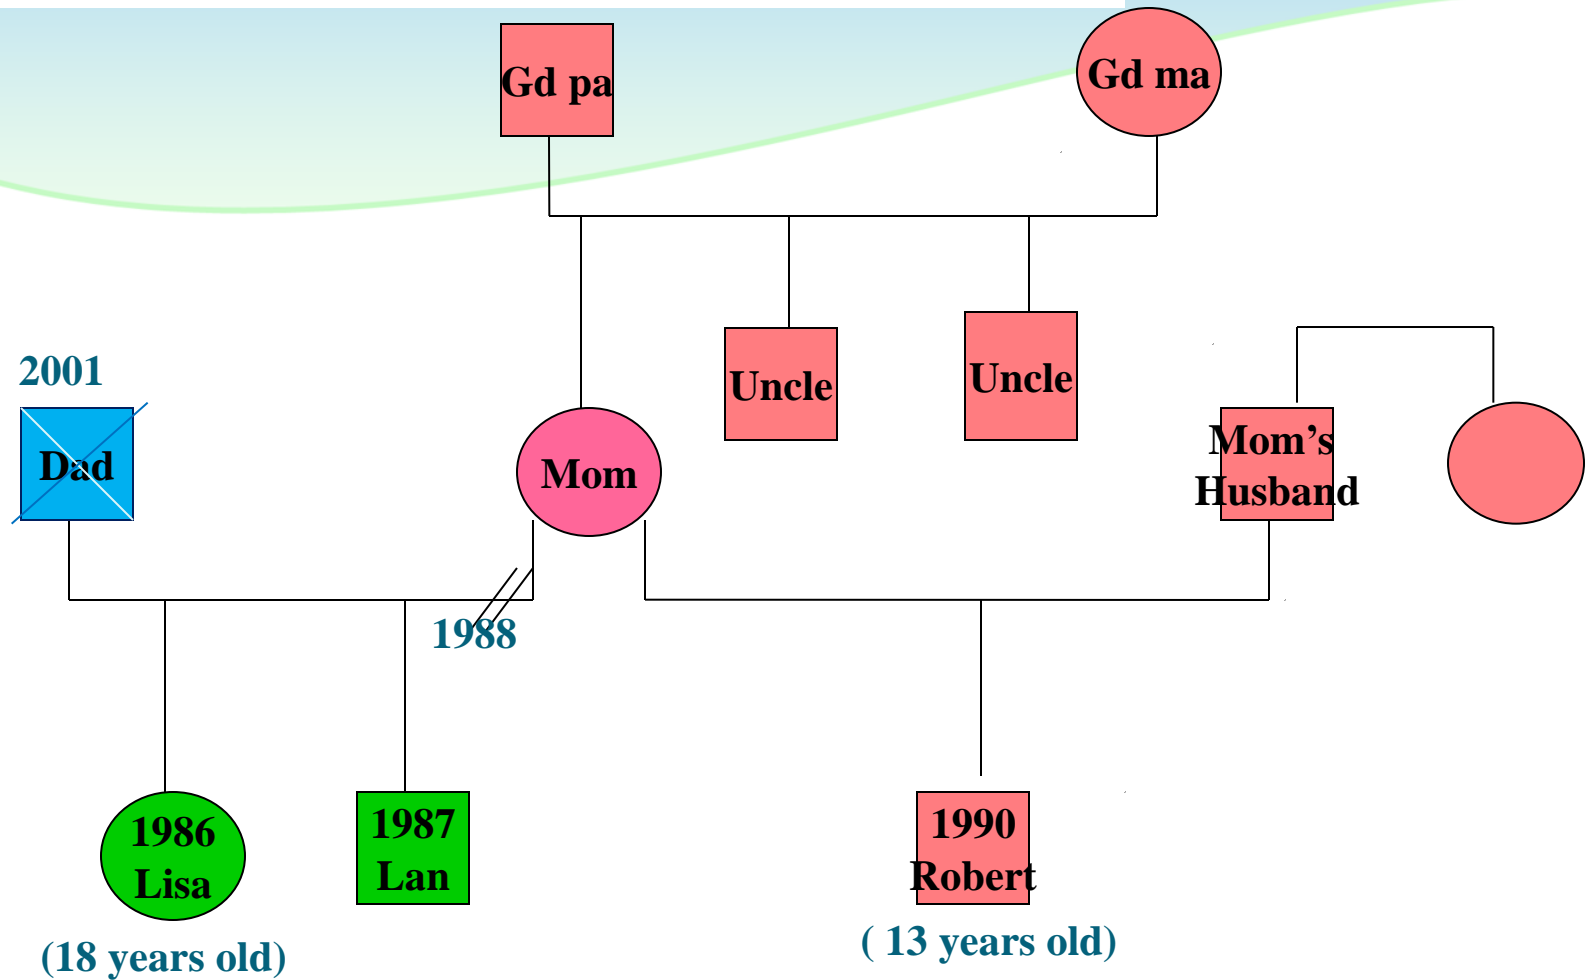 Gd pa
Gd ma
2001
Dad
Mom
Uncle
Uncle
Mom’s
Husband
1988
1986
Lisa
(18 years old)
1987
Lan
1990
Robert
( 13 years old)